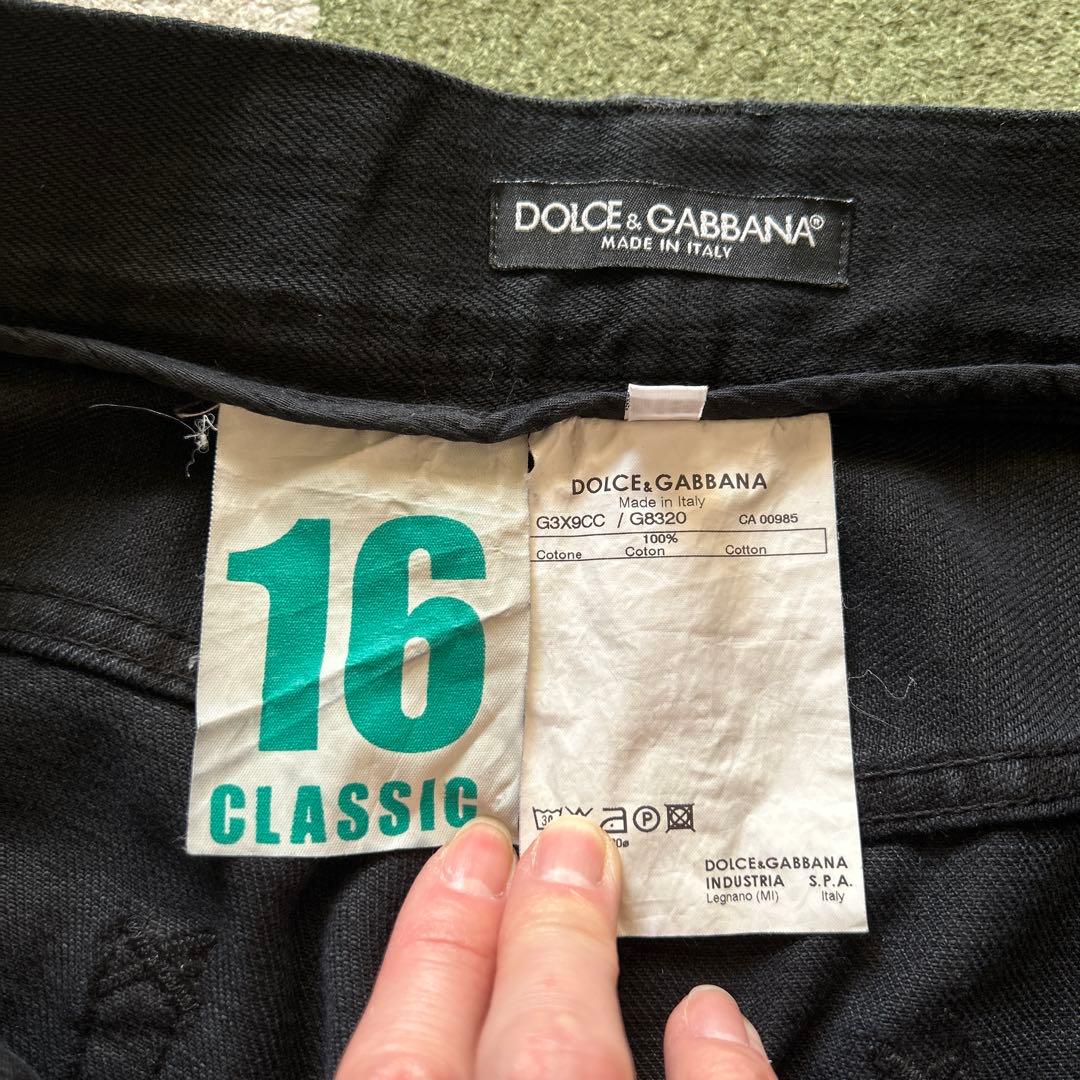 DOLCE&GABBANA®
MADE IN ITALY
16
CLASSIC
DOLCE&GABBANA
Made in Italy
G3X9CC / G8320 CA 00985
100%
Cotone Coton Cotton
30 P
DOLCE&GABBANA
INDUSTRIA S.P.A.
Legnano (MI) Italy